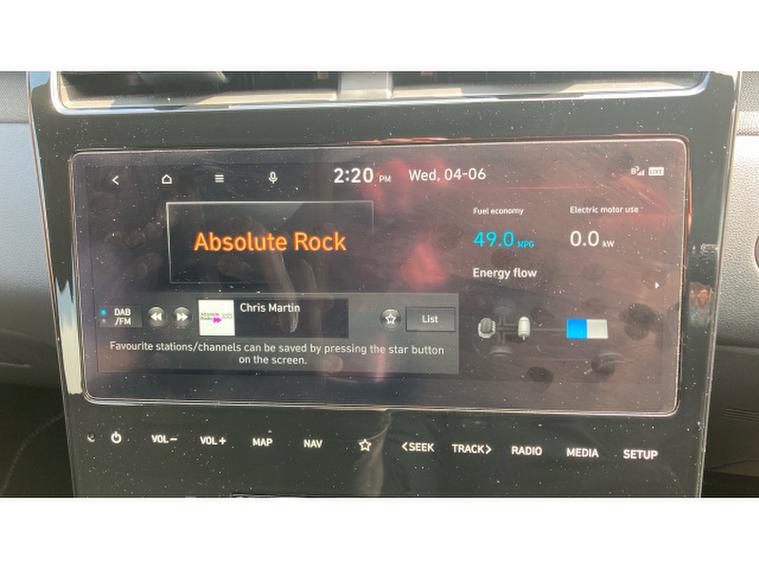 2:20 PM Wed, 04-06 LIVE
Absolute Rock
Fuel economy
49.0 MPG
Electric motor use
0.0 kW
Energy flow
DAB
/FM
Chris Martin
List
Favourite stations/channels can be saved by pressing the star button
on the screen.
VOL− VOL+ MAP NAV <SEEK TRACK> RADIO MEDIA SETUP